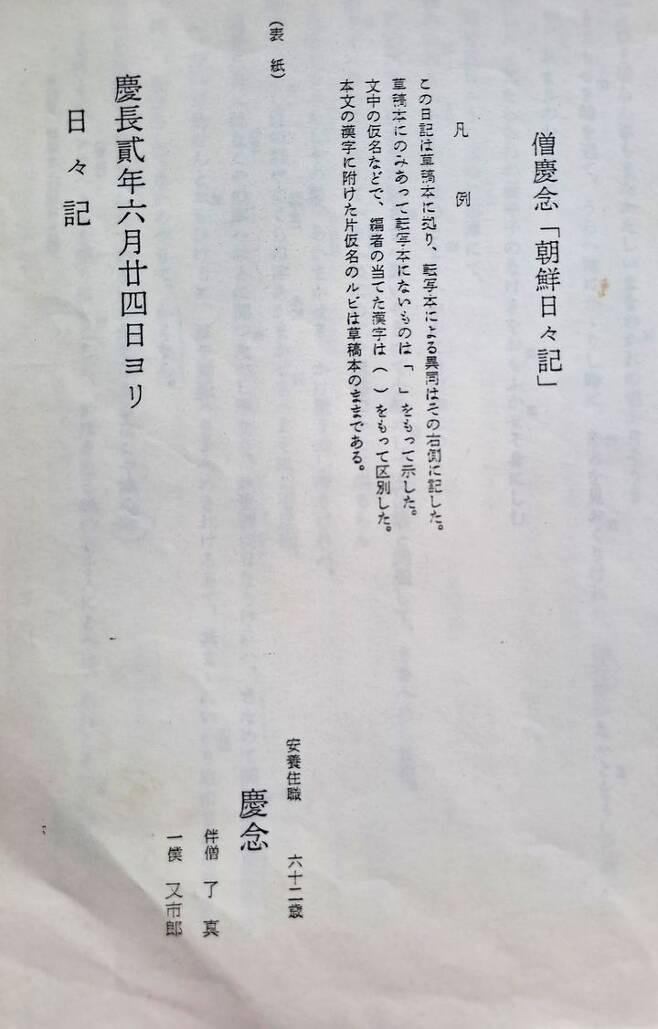 僧慶念「朝鮮日々記」
凡例
この日記は草稿本に拠り、転写本による異同はその右側に記した。
草稿本にのみあって転写本にないものは「　」をもって示した。
文中の仮名などで、編者の当てた漢字は（　）をもって区別した。
本文の漢字に附けた片仮名のルビは草稿本のままである。
（表紙）
安養住職　六十二歳
慶念
伴僧　了真
一僕　又市郎
慶長貳年六月廿四日ヨリ
日々記